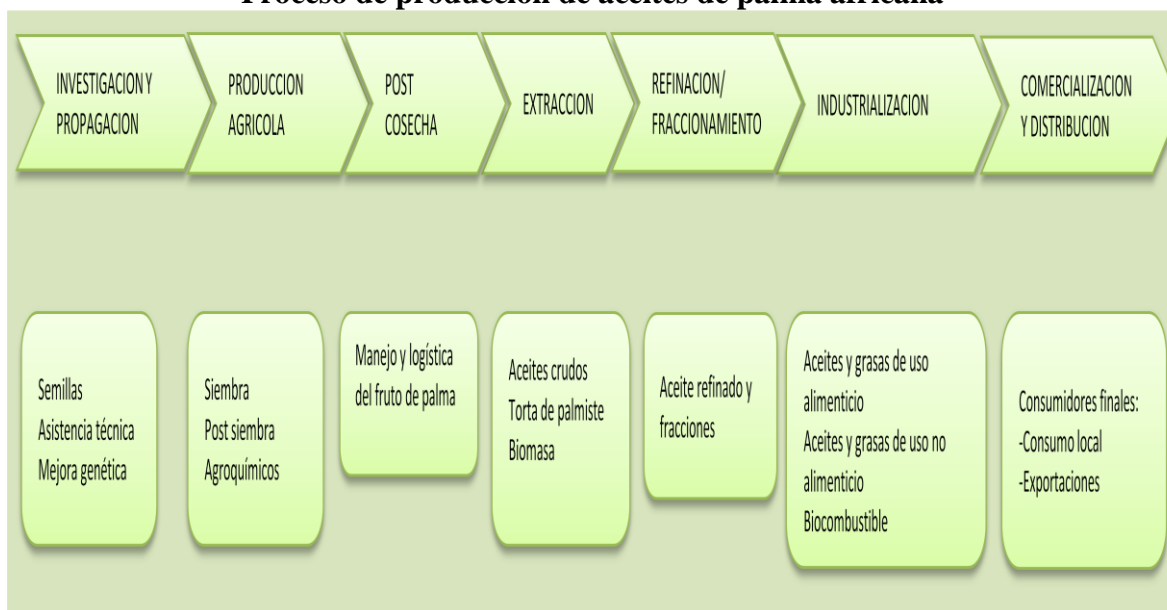 Proceso de producción de aceites de palma africana
INVESTIGACION Y
PROPAGACION
PRODUCCION
AGRICOLA
POST
COSECHA
EXTRACCION
REFINACION/
FRACCIONAMIENTO
INDUSTRIALIZACION
COMERCIALIZACION
Y DISTRIBUCION
Semillas
Asistencia técnica
Mejora genética
Siembra
Post siembra
Agroquímicos
Manejo y logística
del fruto de palma
Aceites crudos
Torta de palmiste
Biomasa
Aceite refinado y
fracciones
Aceites y grasas de uso
alimenticio
Aceites y grasas de uso no
alimenticio
Biocombustible
Consumidores finales:
-Consumo local
-Exportaciones